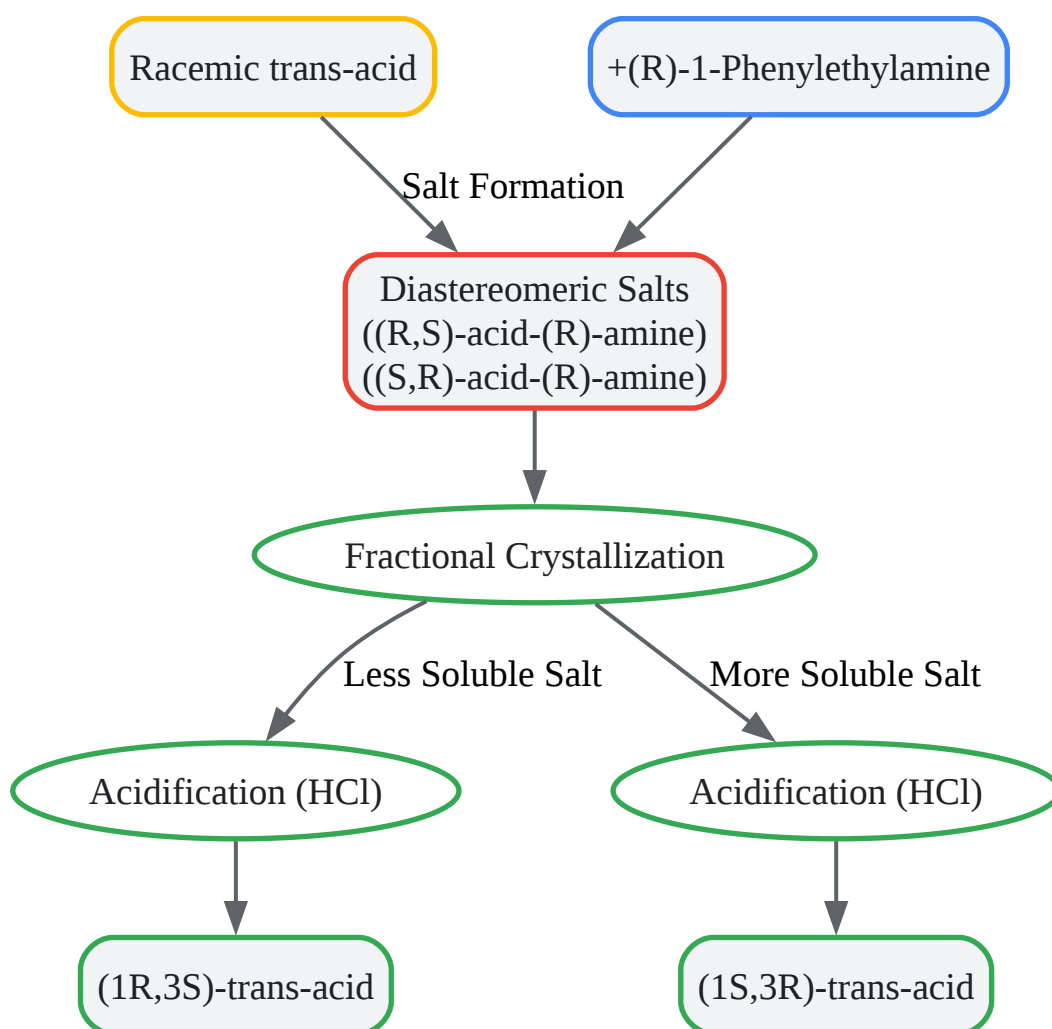 Racemic trans-acid
+(R)-1-Phenylethylamine
Salt Formation
Diastereomeric Salts
((R,S)-acid-(R)-amine)
((S,R)-acid-(R)-amine)
Fractional Crystallization
Less Soluble Salt
More Soluble Salt
Acidification (HCl)
Acidification (HCl)
(1R,3S)-trans-acid
(1S,3R)-trans-acid